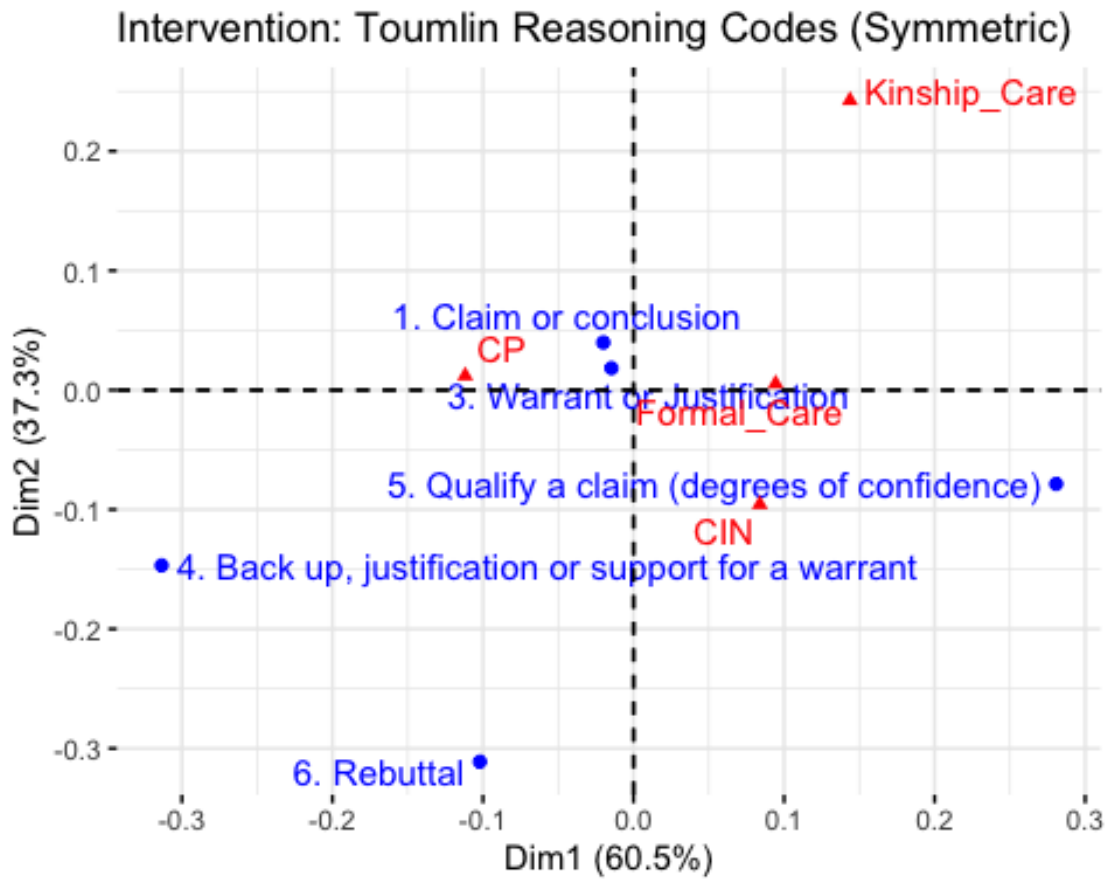 Intervention: Toumlin Reasoning Codes (Symmetric)
Kinship_Care
0.2
0.1
1. Claim or conclusion
CP
0.0
3. Warrant or Justification
Formal_Care
5. Qualify a claim (degrees of confidence)
-0.1
CIN
4. Back up, justification or support for a warrant
-0.2
-0.3
6. Rebuttal
-0.3 -0.2 -0.1 0.0 0.1 0.2 0.3
Dim1 (60.5%)
Dim2 (37.3%)